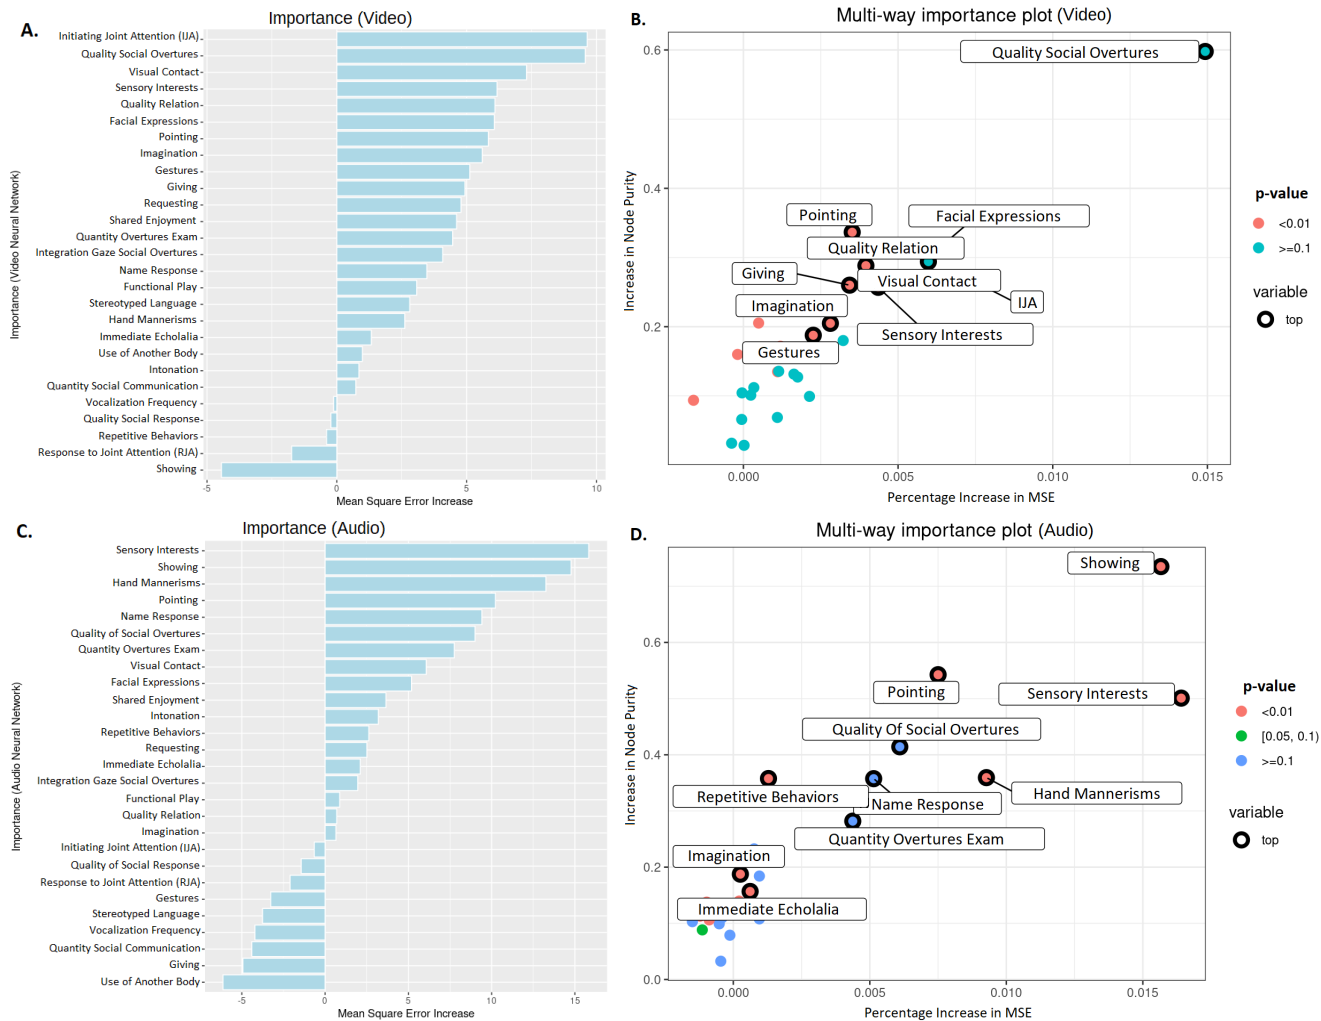 A.
Importance (Video)
Importance (Video Neural Network)
Initiating Joint Attention (IJA)
Quality Social Overtures
Visual Contact
Sensory Interests
Quality Relation
Facial Expressions
Pointing
Imagination
Gestures
Giving
Requesting
Shared Enjoyment
Quantity Overtures Exam
Integration Gaze Social Overtures
Name Response
Functional Play
Stereotyped Language
Hand Mannerisms
Immediate Echolalia
Use of Another Body
Intonation
Quantity Social Communication
Vocalization Frequency
Quality Social Response
Repetitive Behaviors
Response to Joint Attention (RJA)
Showing
-5 0 5 10
Mean Square Error Increase
B.
Multi-way importance plot (Video)
Increase in Node Purity
0.6
0.4
0.2
Quality Social Overtures
Pointing
Facial Expressions
Quality Relation
Giving
Visual Contact
IJA
Imagination
Sensory Interests
Gestures
0.000 0.005 0.010 0.015
Percentage Increase in MSE
p-value
<0.01
>=0.1
variable
top
C.
Importance (Audio)
Importance (Audio Neural Network)
Sensory Interests
Showing
Hand Mannerisms
Pointing
Name Response
Quality of Social Overtures
Quantity Overtures Exam
Visual Contact
Facial Expressions
Shared Enjoyment
Intonation
Repetitive Behaviors
Requesting
Immediate Echolalia
Integration Gaze Social Overtures
Functional Play
Quality Relation
Imagination
Initiating Joint Attention (IJA)
Quality of Social Response
Response to Joint Attention (RJA)
Gestures
Stereotyped Language
Vocalization Frequency
Quantity Social Communication
Giving
Use of Another Body
-5 0 5 10 15
Mean Square Error Increase
D.
Multi-way importance plot (Audio)
Increase in Node Purity
0.6
0.4
0.2
0.0
Showing
Pointing
Sensory Interests
Quality Of Social Overtures
Repetitive Behaviors
Name Response
Hand Mannerisms
Quantity Overtures Exam
Imagination
Immediate Echolalia
0.000 0.005 0.010 0.015
Percentage Increase in MSE
p-value
<0.01
[0.05, 0.1)
>=0.1
variable
top